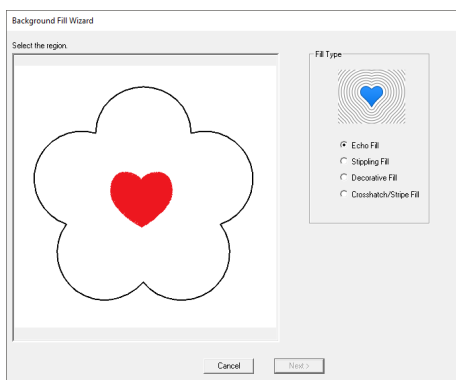 Background Fill Wizard
Select the region.
Fill Type
Echo Fill
Stippling Fill
Decorative Fill
Crosshatch/Stripe Fill
Cancel
Next >